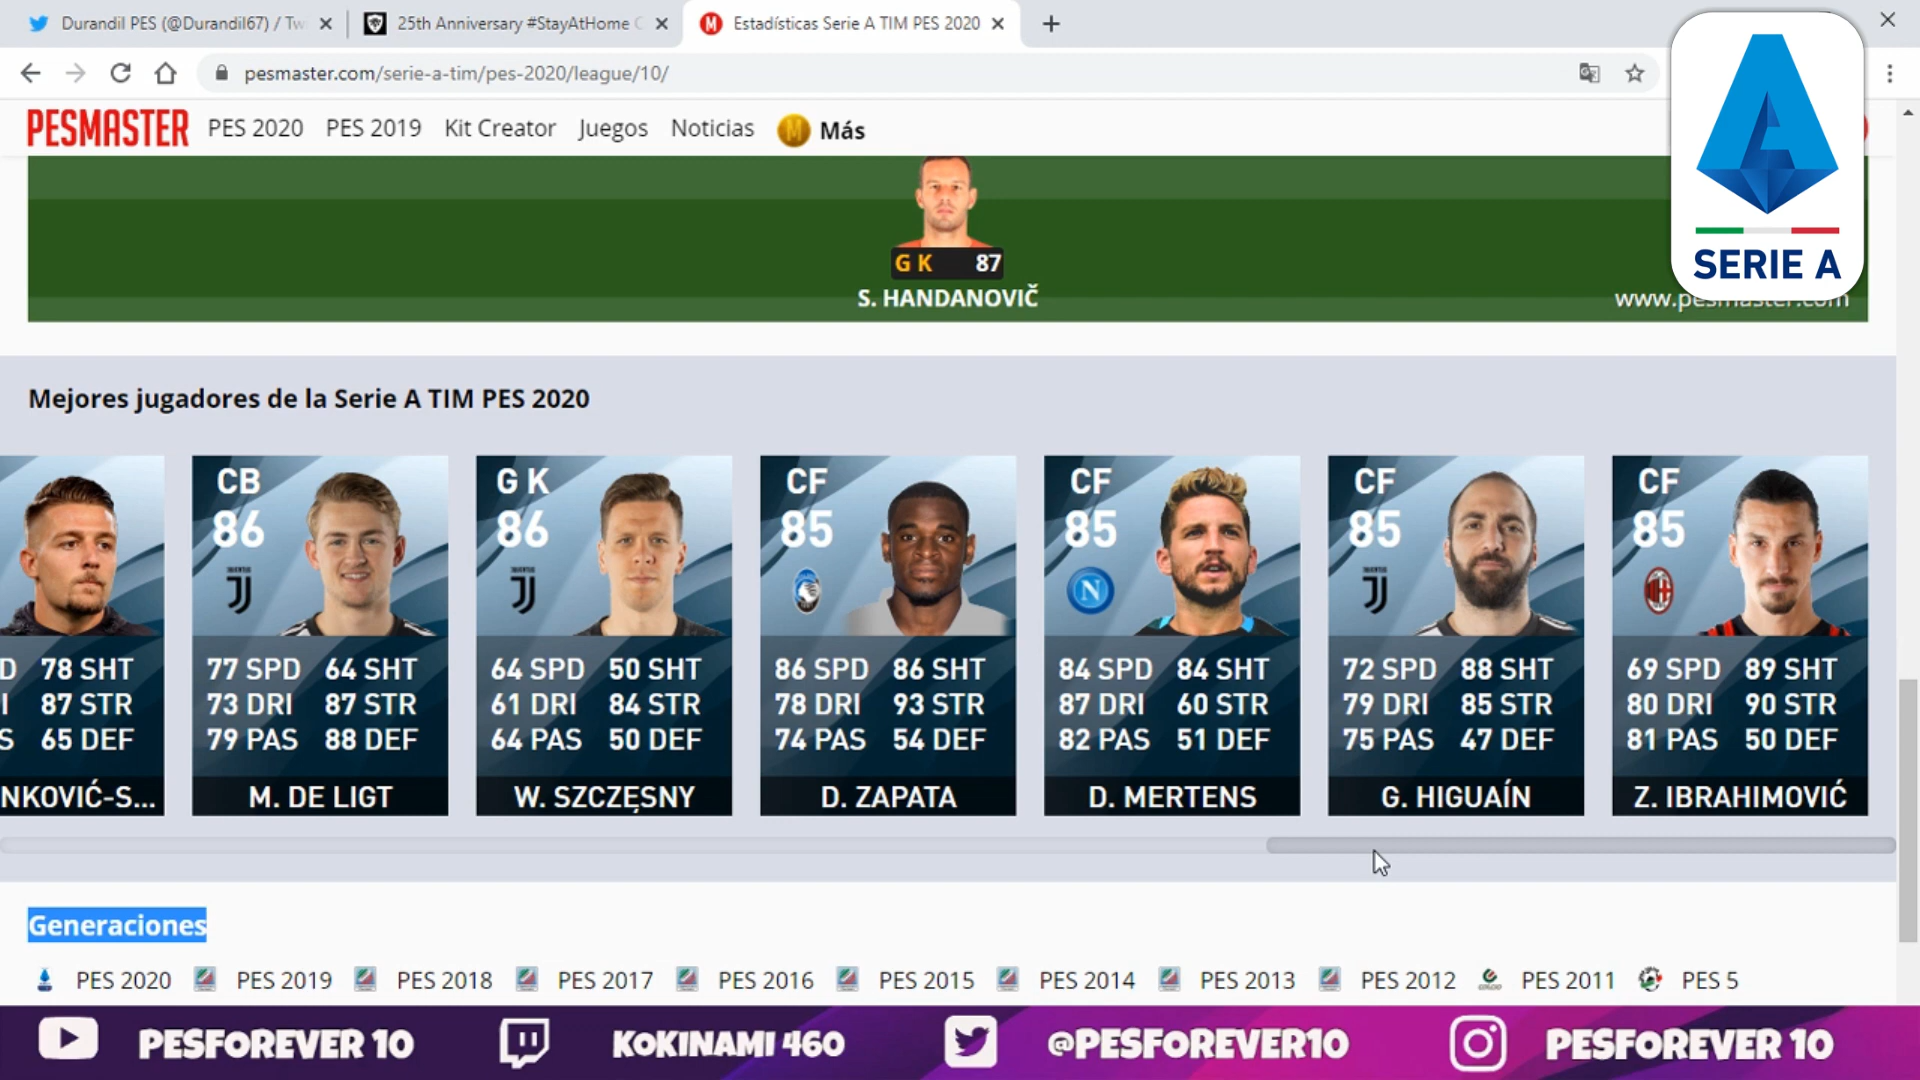 Durandil PES (@Durandil67) / Tw
25th Anniversary #StayAtHome C
Estadísticas Serie A TIM PES 2020
pesmaster.com/serie-a-tim/pes-2020/league/10/
PESMASTER PES 2020 PES 2019 Kit Creator Juegos Noticias Más
SERIE A
GK 87
S. HANDANOVIČ
www.pesmaster.com
Mejores jugadores de la Serie A TIM PES 2020
D 78 SHT
I 87 STR
S 65 DEF
NKOVIĆ-S...
CB
86
77 SPD 64 SHT
73 DRI 87 STR
79 PAS 88 DEF
M. DE LIGT
GK
86
64 SPD 50 SHT
61 DRI 84 STR
64 PAS 50 DEF
W. SZCZĘSNY
CF
85
86 SPD 86 SHT
78 DRI 93 STR
74 PAS 54 DEF
D. ZAPATA
CF
85
N
84 SPD 84 SHT
87 DRI 60 STR
82 PAS 51 DEF
D. MERTENS
CF
85
72 SPD 88 SHT
79 DRI 85 STR
75 PAS 47 DEF
G. HIGUAÍN
CF
85
69 SPD 89 SHT
80 DRI 90 STR
81 PAS 50 DEF
Z. IBRAHIMOVIĆ
Generaciones
PES 2020 PES 2019 PES 2018 PES 2017 PES 2016 PES 2015 PES 2014 PES 2013 PES 2012 PES 2011 PES 5
PESFOREVER 10 KOKINAMI 460 @PESFOREVER10 PESFOREVER 10